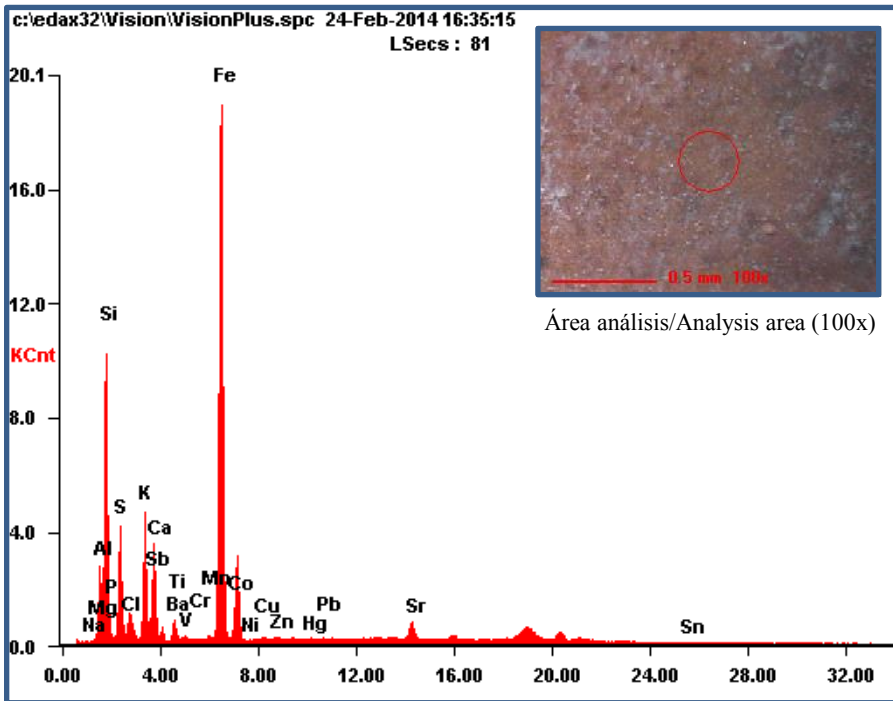 c:\edax32\Vision\VisionPlus.spc 24-Feb-2014 16:35:15
LSecs : 81
20.1
16.0
12.0
KCnt
8.0
4.0
0.0
Fe
Si
S
K
Ca
Al
Sb
P
Mg
Na
Cl
Ti
Ba
V
Cr
Mn
Co
Ni
Cu
Zn
Hg
Pb
Sr
Sn
0.00 4.00 8.00 12.00 16.00 20.00 24.00 28.00 32.00
0.5 mm 100x
Área análisis/Analysis area (100x)